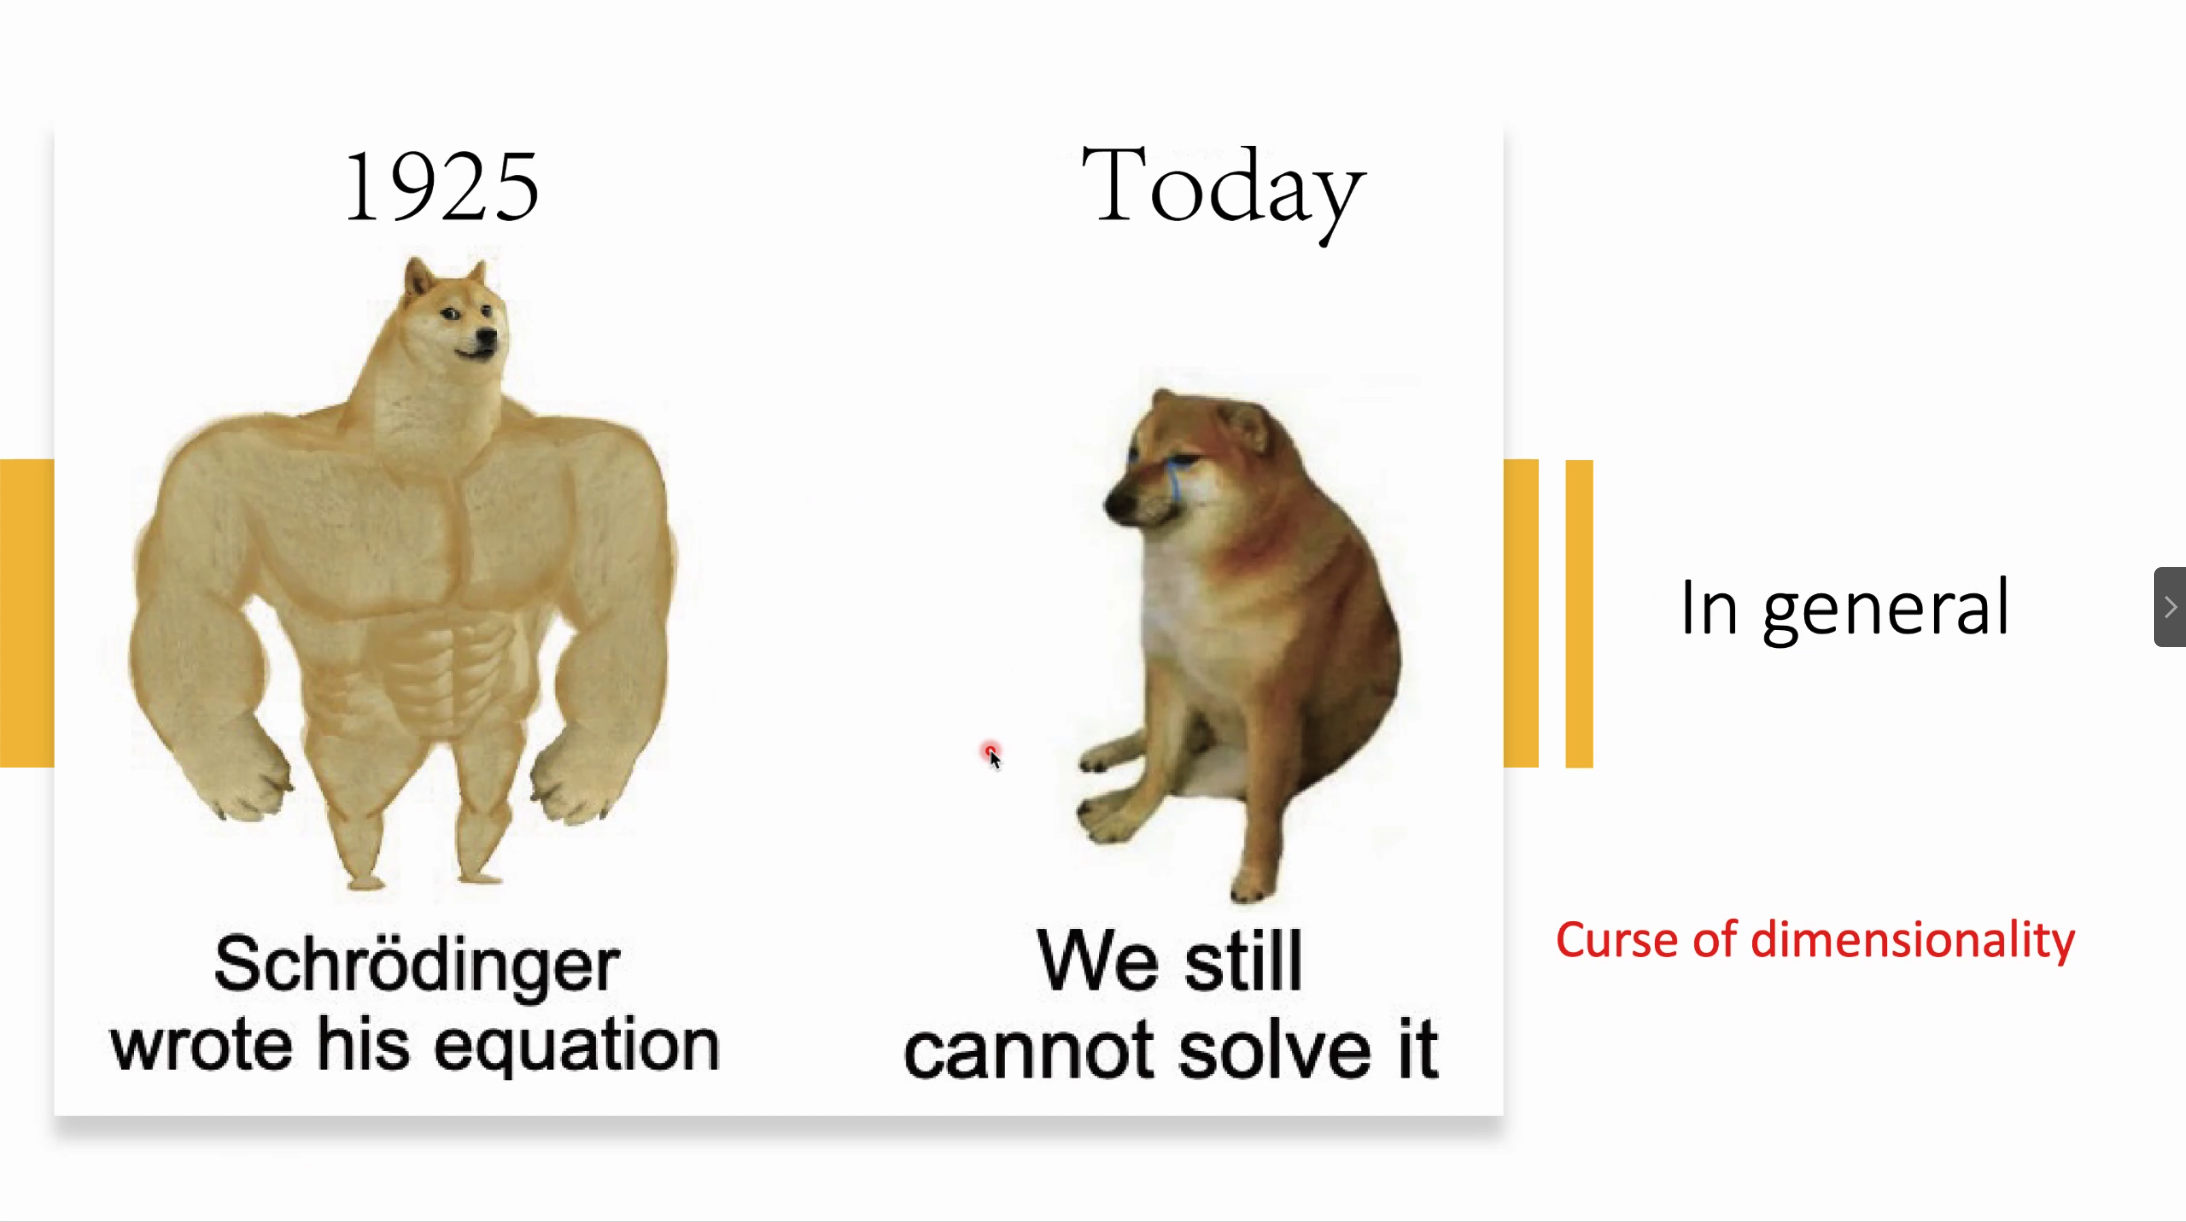 1925
Today
Schrödinger
wrote his equation
We still
cannot solve it
In general
Curse of dimensionality